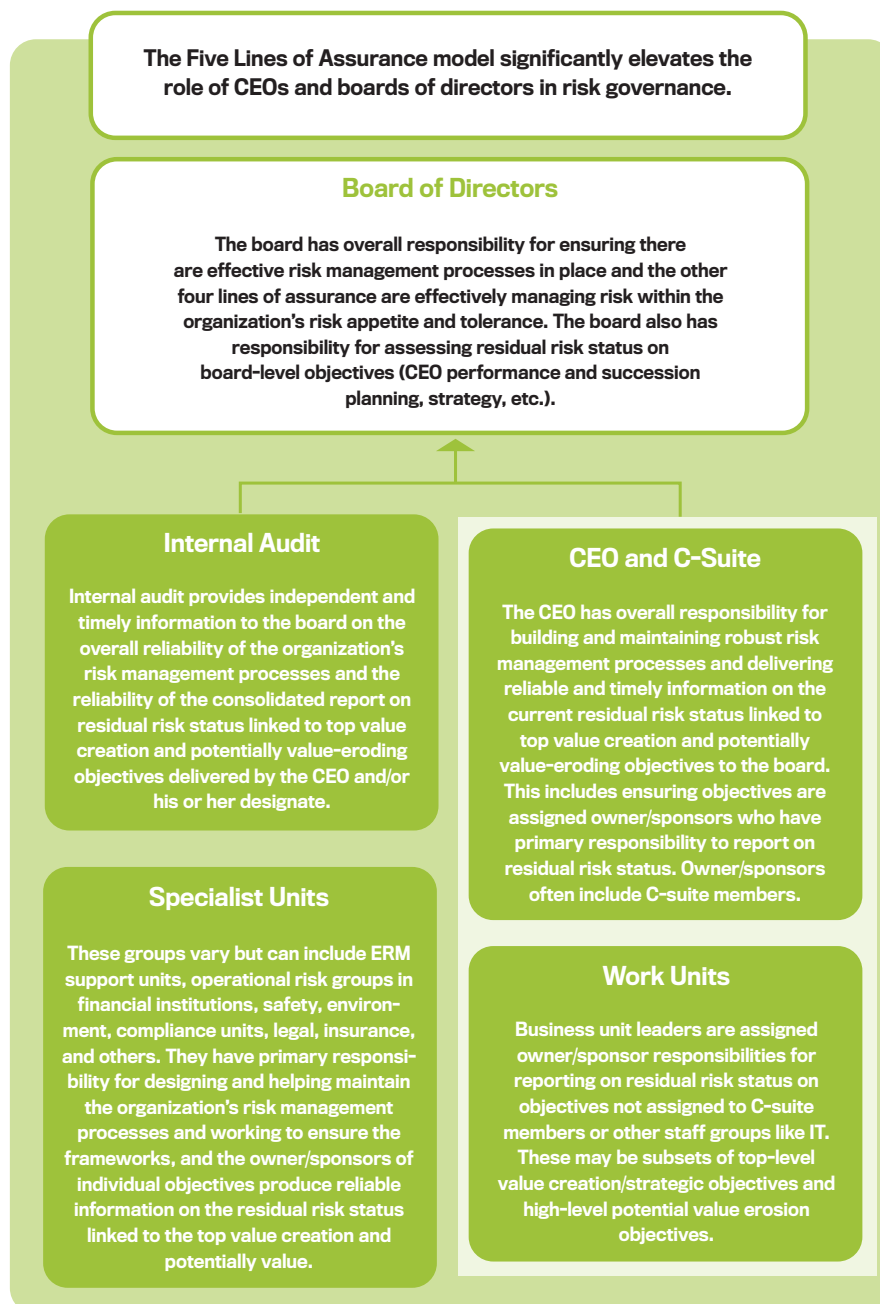 The Five Lines of Assurance model significantly elevates the
role of CEOs and boards of directors in risk governance.
Board of Directors
The board has overall responsibility for ensuring there
are effective risk management processes in place and the other
four lines of assurance are effectively managing risk within the
organization's risk appetite and tolerance. The board also has
responsibility for assessing residual risk status on
board-level objectives (CEO performance and succession
planning, strategy, etc.).
Internal Audit
Internal audit provides independent and
timely information to the board on the
overall reliability of the organization's
risk management processes and the
reliability of the consolidated report on
residual risk status linked to top value
creation and potentially value-eroding
objectives delivered by the CEO and/or
his or her designate.
CEO and C-Suite
The CEO has overall responsibility for
building and maintaining robust risk
management processes and delivering
reliable and timely information on the
current residual risk status linked to
top value creation and potentially
value-eroding objectives to the board.
This includes ensuring objectives are
assigned owner/sponsors who have
primary responsibility to report on
residual risk status. Owner/sponsors
often include C-suite members.
Specialist Units
These groups vary but can include ERM
support units, operational risk groups in
financial institutions, safety, environ-
ment, compliance units, legal, insurance,
and others. They have primary responsi-
bility for designing and helping maintain
the organization's risk management
processes and working to ensure the
frameworks, and the owner/sponsors of
individual objectives produce reliable
information on the residual risk status
linked to the top value creation and
potentially value.
Work Units
Business unit leaders are assigned
owner/sponsor responsibilities for
reporting on residual risk status on
objectives not assigned to C-suite
members or other staff groups like IT.
These may be subsets of top-level
value creation/strategic objectives and
high-level potential value erosion
objectives.